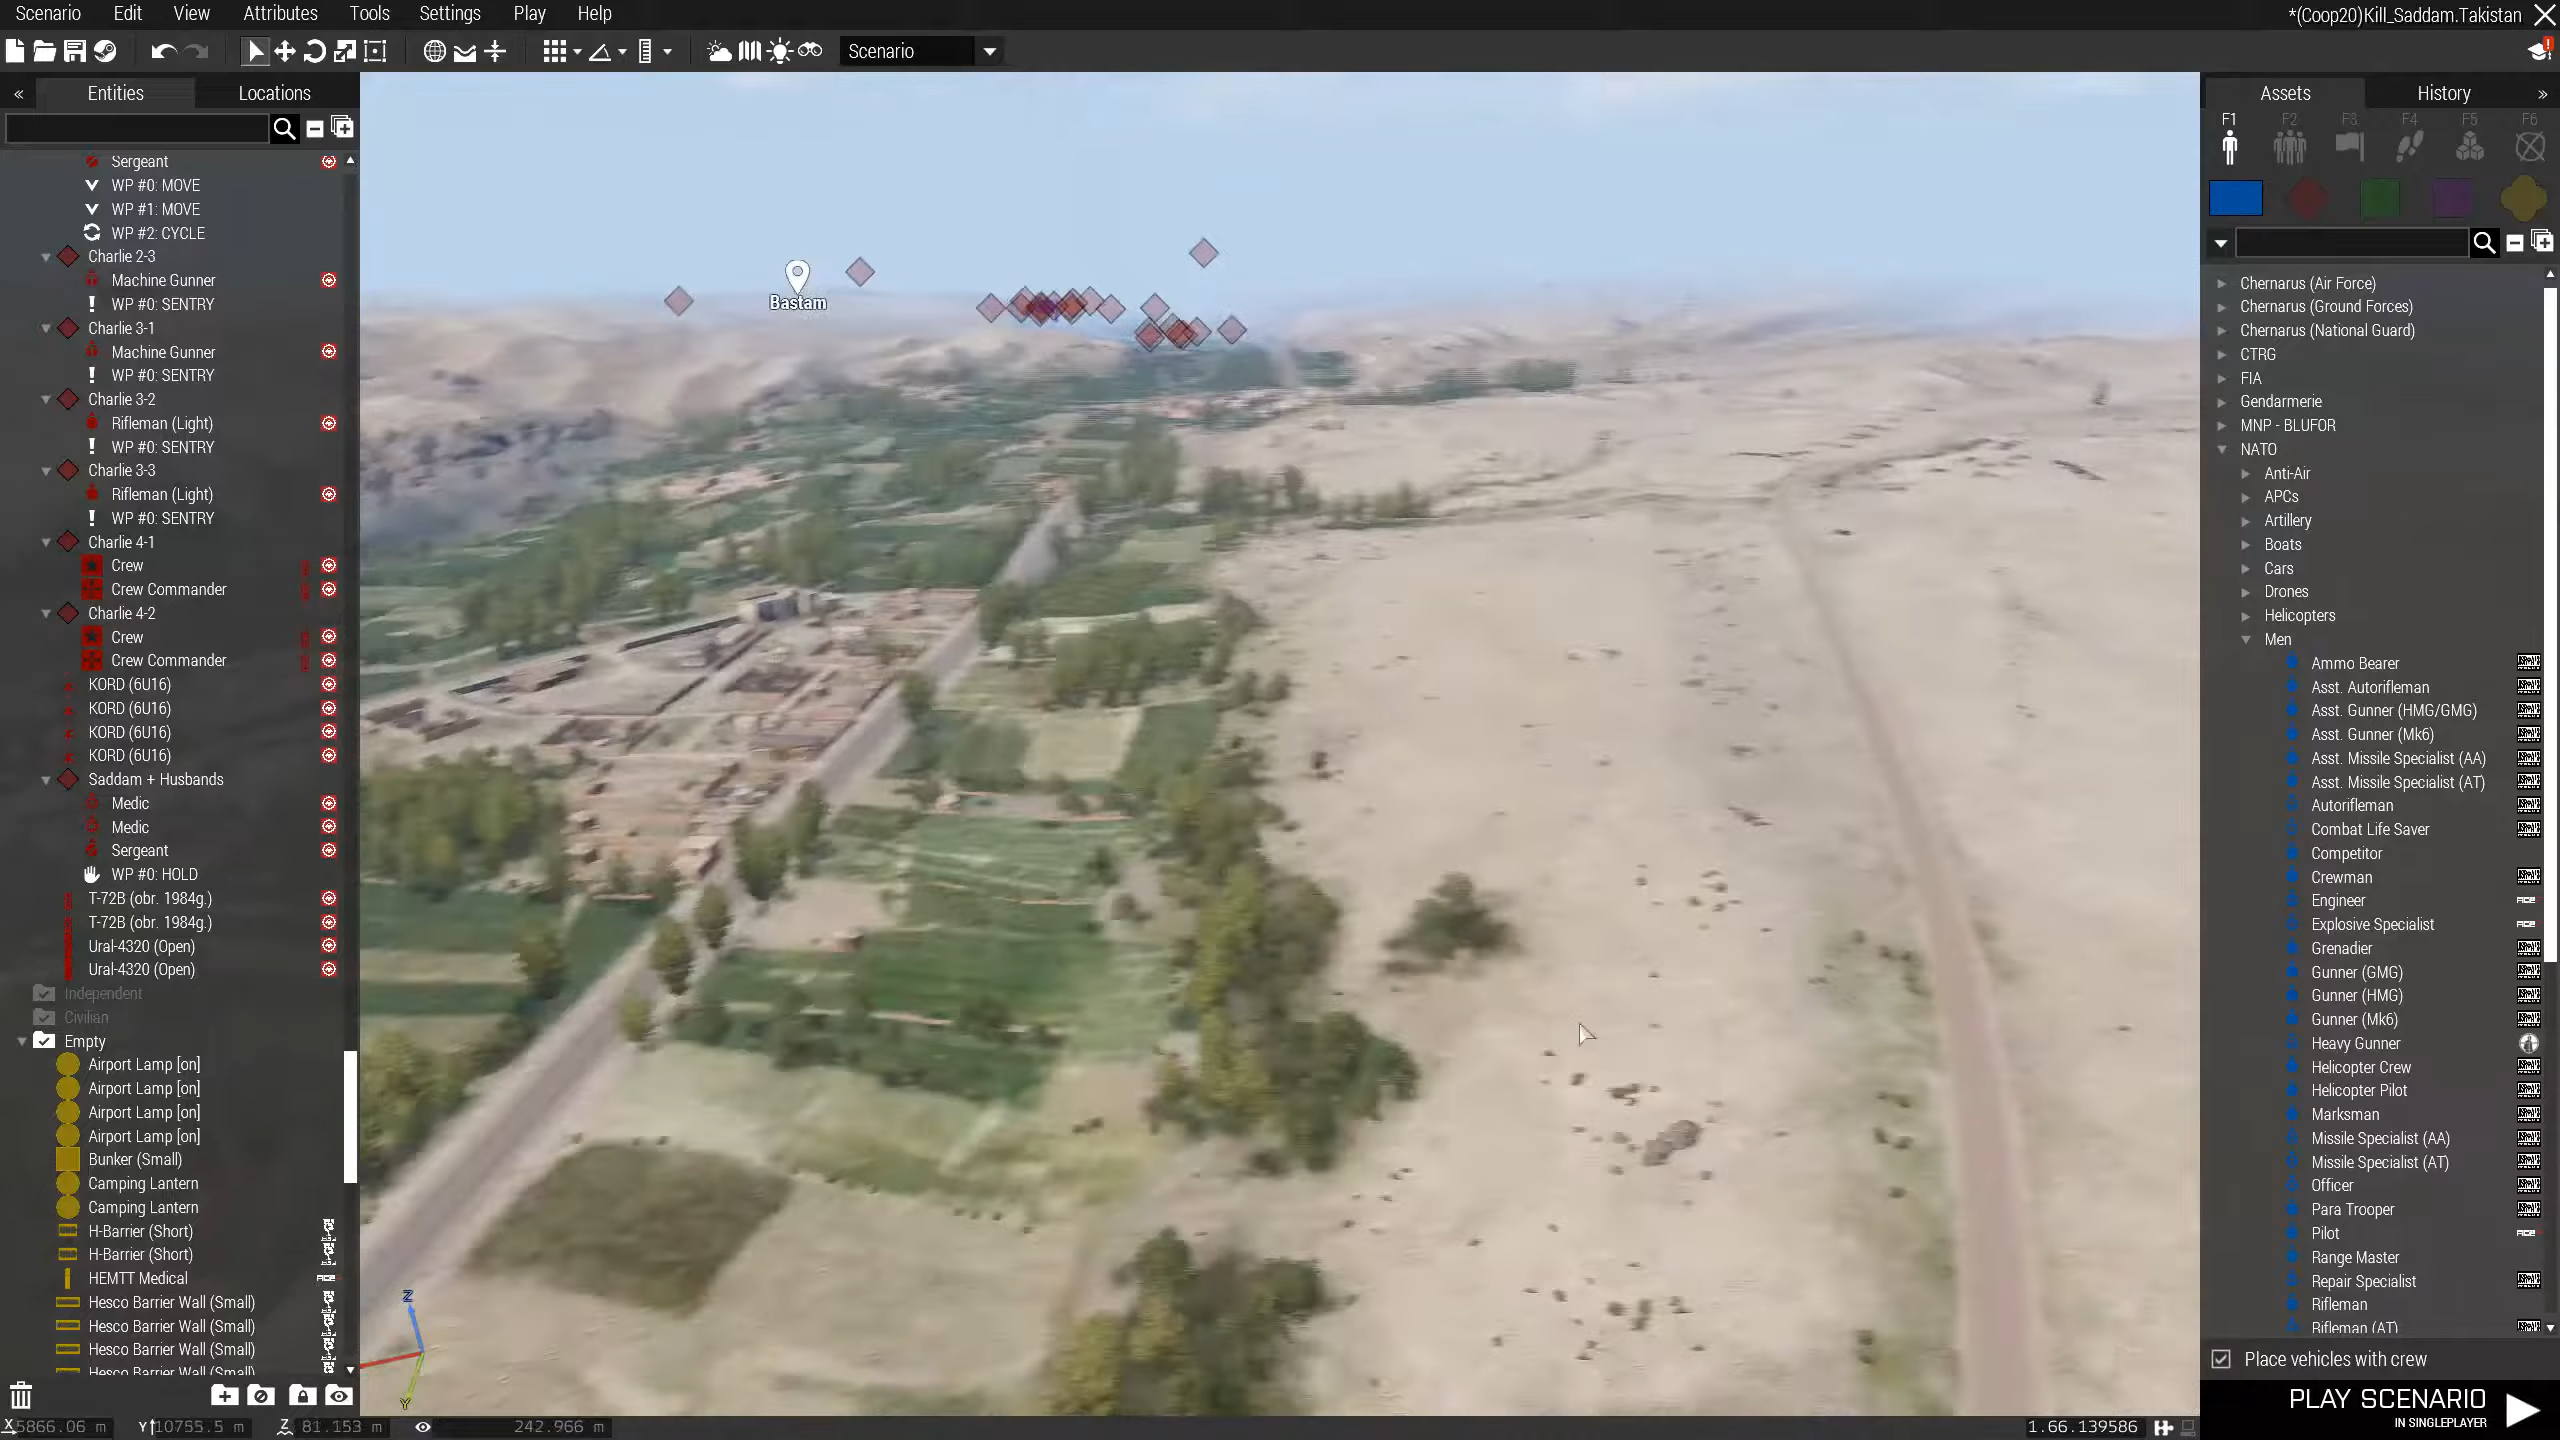 Scenario Edit View Attributes Tools Settings Play Help
*(Coop20)Kill_Saddam.Takistan
Scenario
Entities Locations
Sergeant
WP #0: MOVE
WP #1: MOVE
WP #2: CYCLE
Charlie 2-3
Machine Gunner
WP #0: SENTRY
Charlie 3-1
Machine Gunner
WP #0: SENTRY
Charlie 3-2
Rifleman (Light)
WP #0: SENTRY
Charlie 3-3
Rifleman (Light)
WP #0: SENTRY
Charlie 4-1
Crew
Crew Commander
Charlie 4-2
Crew
Crew Commander
KORD (6U16)
KORD (6U16)
KORD (6U16)
KORD (6U16)
Saddam + Husbands
Medic
Medic
Sergeant
WP #0: HOLD
T-72B (obr. 1984g.)
T-72B (obr. 1984g.)
Ural-4320 (Open)
Ural-4320 (Open)
Independent
Civilian
Empty
Airport Lamp [on]
Airport Lamp [on]
Airport Lamp [on]
Airport Lamp [on]
Bunker (Small)
Camping Lantern
Camping Lantern
H-Barrier (Short)
H-Barrier (Short)
HEMTT Medical
Hesco Barrier Wall (Small)
Hesco Barrier Wall (Small)
Hesco Barrier Wall (Small)
Hesco Barrier Wall (Small)
Bastam
Z
Y
Assets History
F1 F2 F3 F4 F5 F6
Chernarus (Air Force)
Chernarus (Ground Forces)
Chernarus (National Guard)
CTRG
FIA
Gendarmerie
MNP - BLUFOR
NATO
Anti-Air
APCs
Artillery
Boats
Cars
Drones
Helicopters
Men
Ammo Bearer
Asst. Autorifleman
Asst. Gunner (HMG/GMG)
Asst. Gunner (Mk6)
Asst. Missile Specialist (AA)
Asst. Missile Specialist (AT)
Autorifleman
Combat Life Saver
Competitor
Crewman
Engineer
Explosive Specialist
Grenadier
Gunner (GMG)
Gunner (HMG)
Gunner (Mk6)
Heavy Gunner
Helicopter Crew
Helicopter Pilot
Marksman
Missile Specialist (AA)
Missile Specialist (AT)
Officer
Para Trooper
Pilot
Range Master
Repair Specialist
Rifleman
Rifleman (AT)
Place vehicles with crew
PLAY SCENARIO
IN SINGLEPLAYER
X 5866.06 m Y 10755.5 m Z 81.153 m 242.966 m
1.66.139586